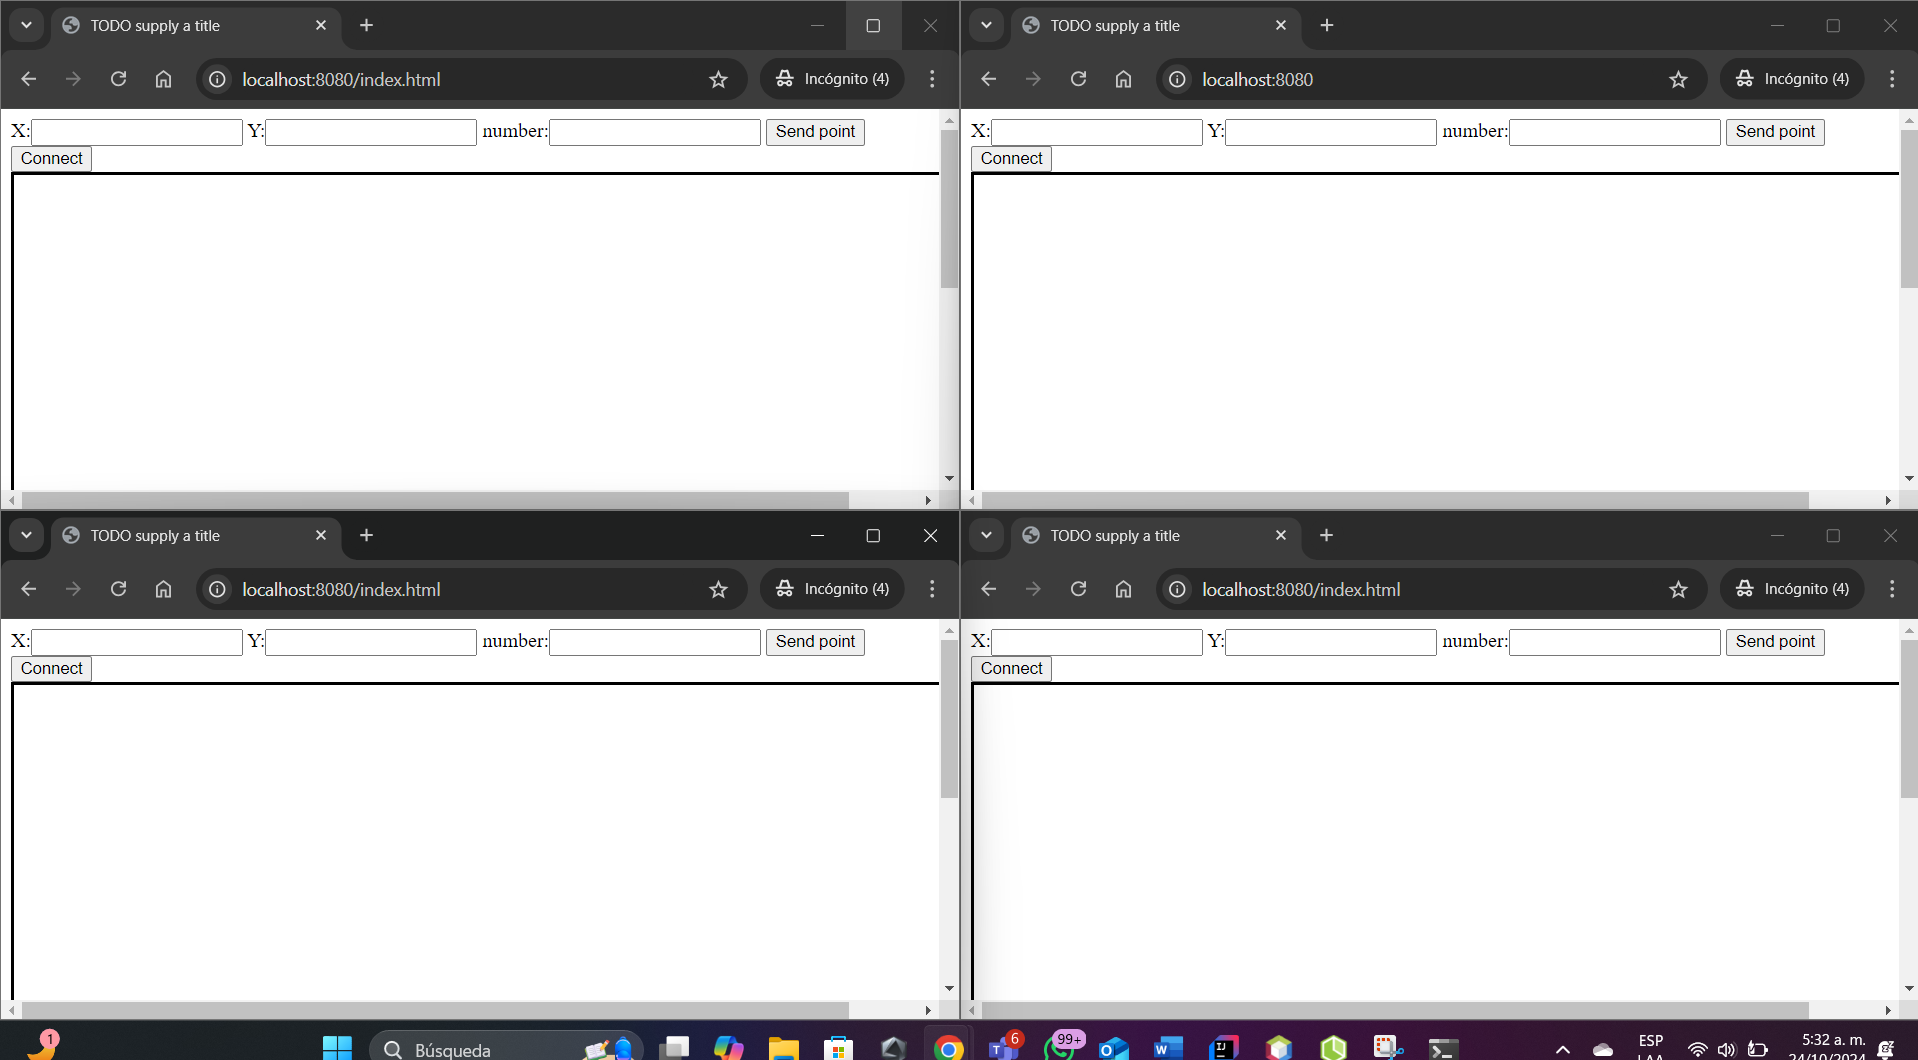 TODO supply a title
localhost:8080/index.html
Incógnito (4)
X: Y: number: Send point
Connect
TODO supply a title
localhost:8080
Incógnito (4)
X: Y: number: Send point
Connect
TODO supply a title
localhost:8080/index.html
Incógnito (4)
X: Y: number: Send point
Connect
TODO supply a title
localhost:8080/index.html
Incógnito (4)
X: Y: number: Send point
Connect
1
Búsqueda
6
99+
ESP
LAA
5:32 a. m.
24/10/2024